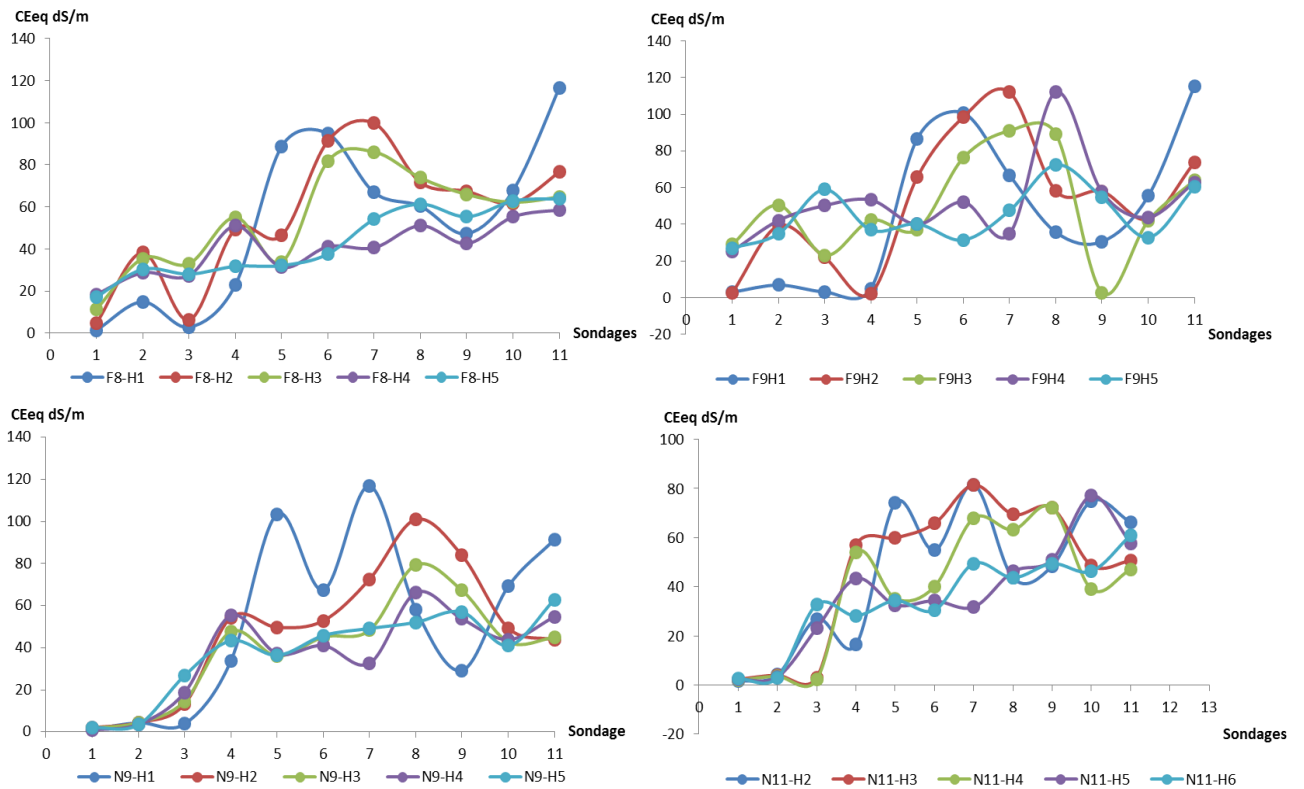 CEeq dS/m
140
120
100
80
60
40
20
0
0 1 2 3 4 5 6 7 8 9 10 11
Sondages
F8-H1 F8-H2 F8-H3 F8-H4 F8-H5
CEeq dS/m
140
120
100
80
60
40
20
0
-20
0 1 2 3 4 5 6 7 8 9 10 11
Sondages
F9H1 F9H2 F9H3 F9H4 F9H5
CEeq dS/m
140
120
100
80
60
40
20
0
0 1 2 3 4 5 6 7 8 9 10 11
Sondage
N9-H1 N9-H2 N9-H3 N9-H4 N9-H5
CEeq dS/m
100
80
60
40
20
0
-20
0 1 2 3 4 5 6 7 8 9 10 11 12 13
Sondages
N11-H2 N11-H3 N11-H4 N11-H5 N11-H6